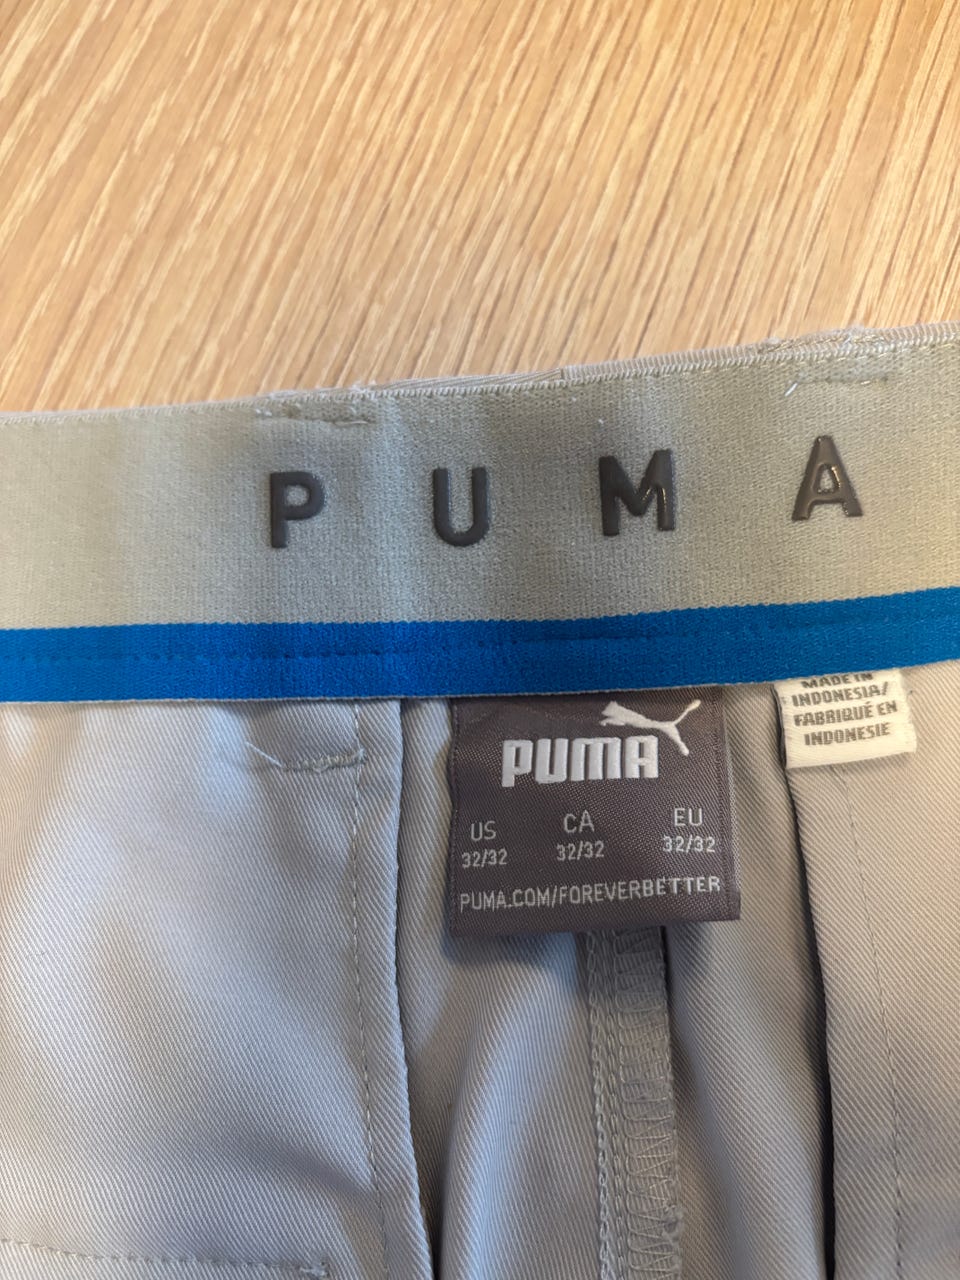 PUMA
MADE IN
INDONESIA/
FABRIQUÉ EN
INDONESIE
PUMA
US CA EU
32/32 32/32 32/32
PUMA.COM/FOREVERBETTER